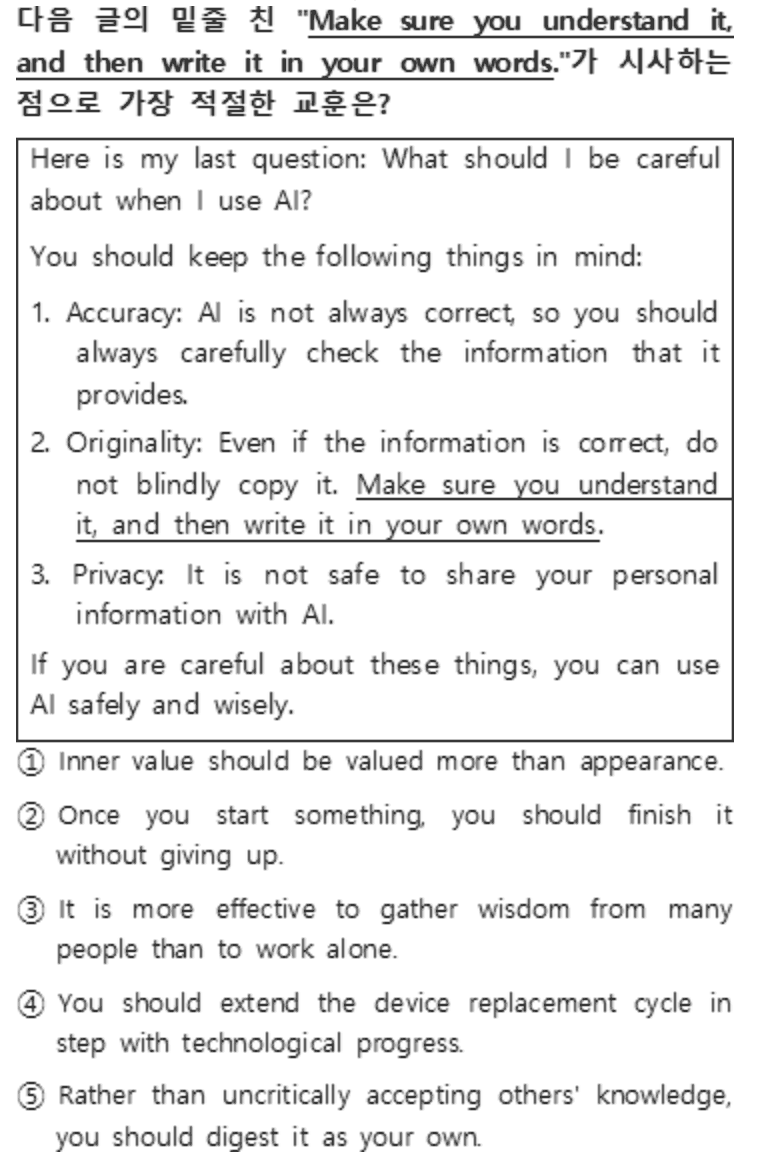 다음 글의 밑줄 친 "Make sure you understand it,
and then write it in your own words."가 시사하는
점으로 가장 적절한 교훈은?
Here is my last question: What should I be careful
about when I use AI?
You should keep the following things in mind:
1. Accuracy: AI is not always correct, so you should
always carefully check the information that it
provides.
2. Originality: Even if the information is correct, do
not blindly copy it. Make sure you understand
it, and then write it in your own words.
3. Privacy: It is not safe to share your personal
information with AI.
If you are careful about these things, you can use
AI safely and wisely.
① Inner value should be valued more than appearance.
② Once you start something, you should finish it
without giving up.
③ It is more effective to gather wisdom from many
people than to work alone.
④ You should extend the device replacement cycle in
step with technological progress.
⑤ Rather than uncritically accepting others' knowledge,
you should digest it as your own.